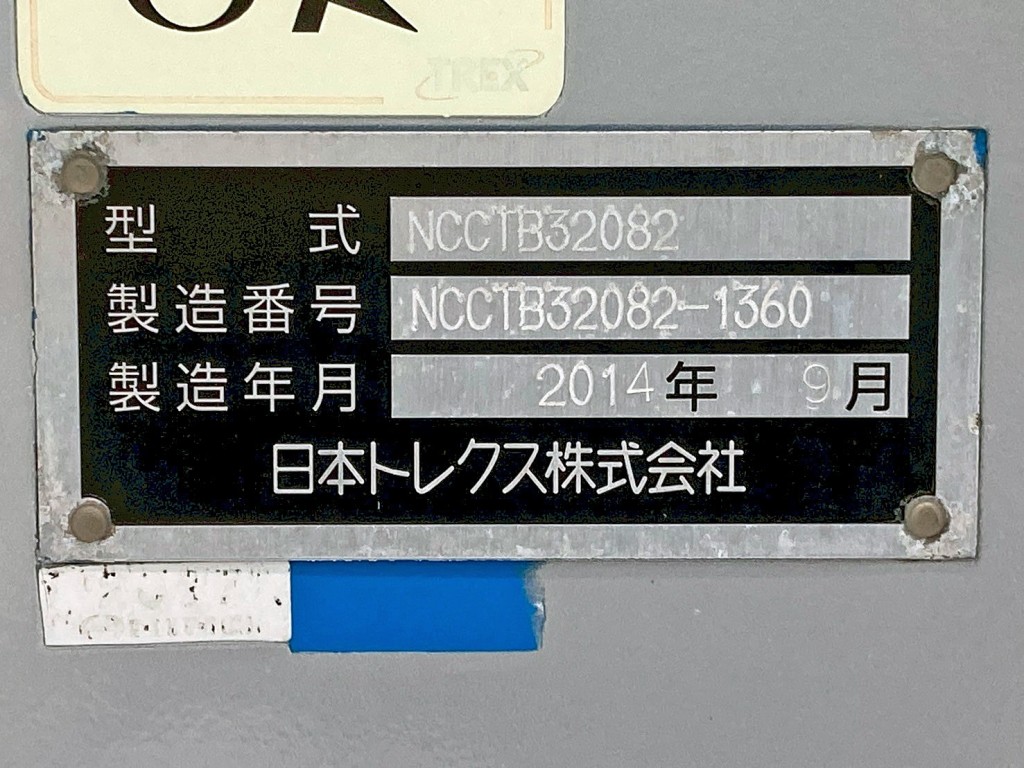 TREX
型式 NCCTB32082
製造番号 NCCTB32082-1360
製造年月 2014年 9月
日本トレクス株式会社